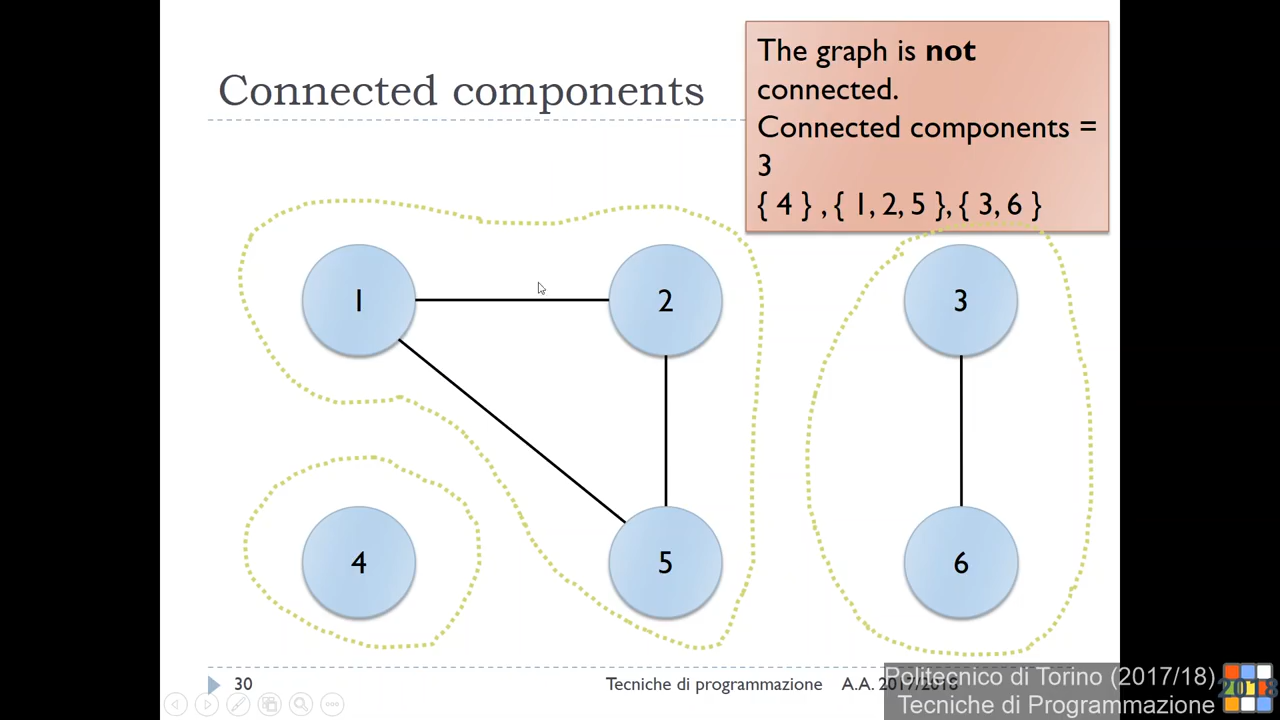 Connected components
The graph is not
connected.
Connected components =
3
{ 4 } , { 1, 2, 5 }, { 3, 6 }
1
2
3
4
5
6
30
Tecniche di programmazione
A.A. 2017/2018
Politecnico di Torino (2017/18)
Tecniche di Programmazione
2018